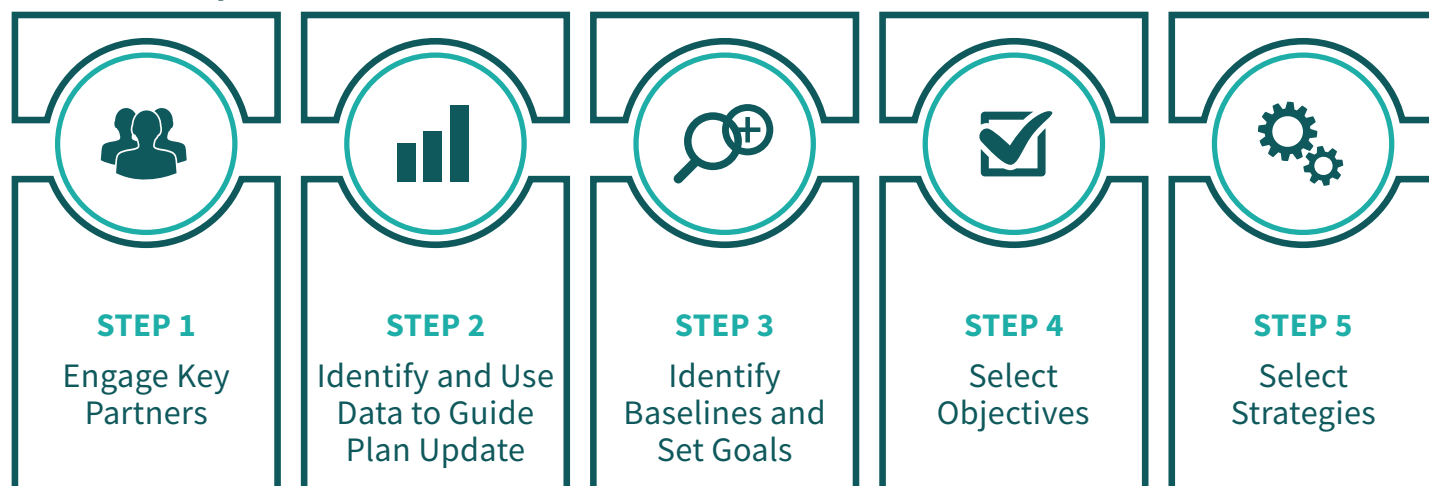 STEP 1
Engage Key
Partners
STEP 2
Identify and Use
Data to Guide
Plan Update
STEP 3
Identify
Baselines and
Set Goals
STEP 4
Select
Objectives
STEP 5
Select
Strategies